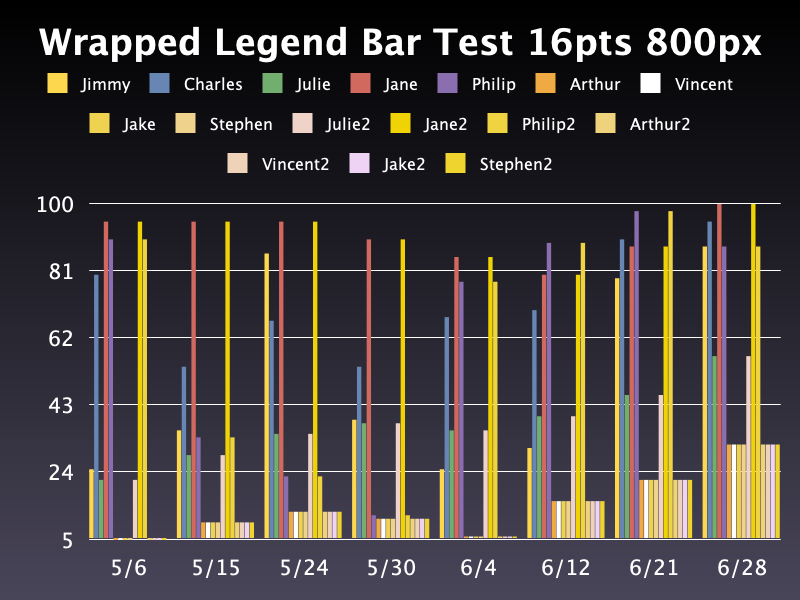 Wrapped Legend Bar Test 16pts 800px
Jimmy Charles Julie Jane Philip Arthur Vincent
Jake Stephen Julie2 Jane2 Philip2 Arthur2
Vincent2 Jake2 Stephen2
100
81
62
43
24
5
5/6 5/15 5/24 5/30 6/4 6/12 6/21 6/28